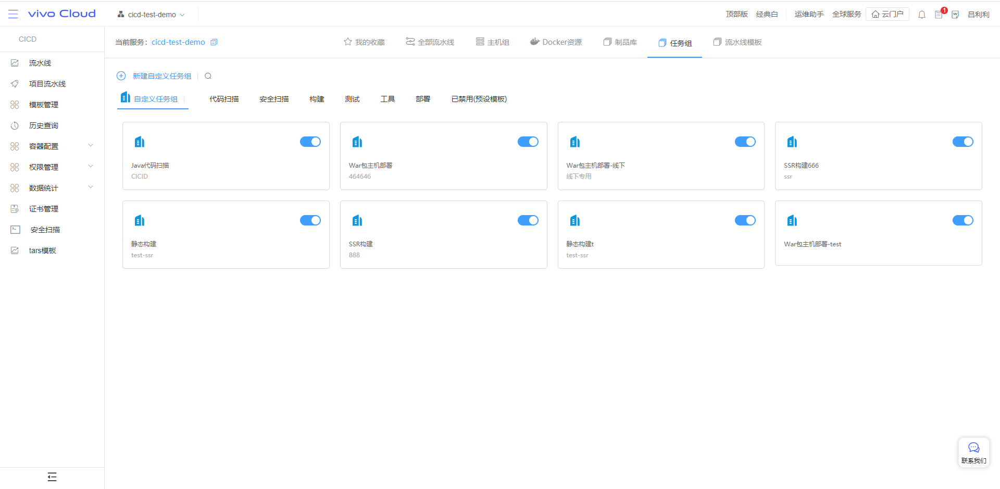 vivo Cloud
cicd-test-demo
顶部版
经典白
运维助手
全球服务
云门户
1
吕利利
CICD
流水线
项目流水线
模板管理
历史查询
容器配置
权限管理
数据统计
证书管理
安全扫描
tars模板
当前服务：cicd-test-demo
我的收藏
全部流水线
主机组
Docker资源
制品库
任务组
流水线模板
新建自定义任务组
自定义任务组
代码扫描
安全扫描
构建
测试
工具
部署
已禁用(预设模板)
Java代码扫描
CICID
War包主机部署
464646
War包主机部署-线下
线下专用
SSR构建666
ssr
静态构建
test-ssr
SSR构建
888
静态构建t
test-ssr
War包主机部署-test
联系我们